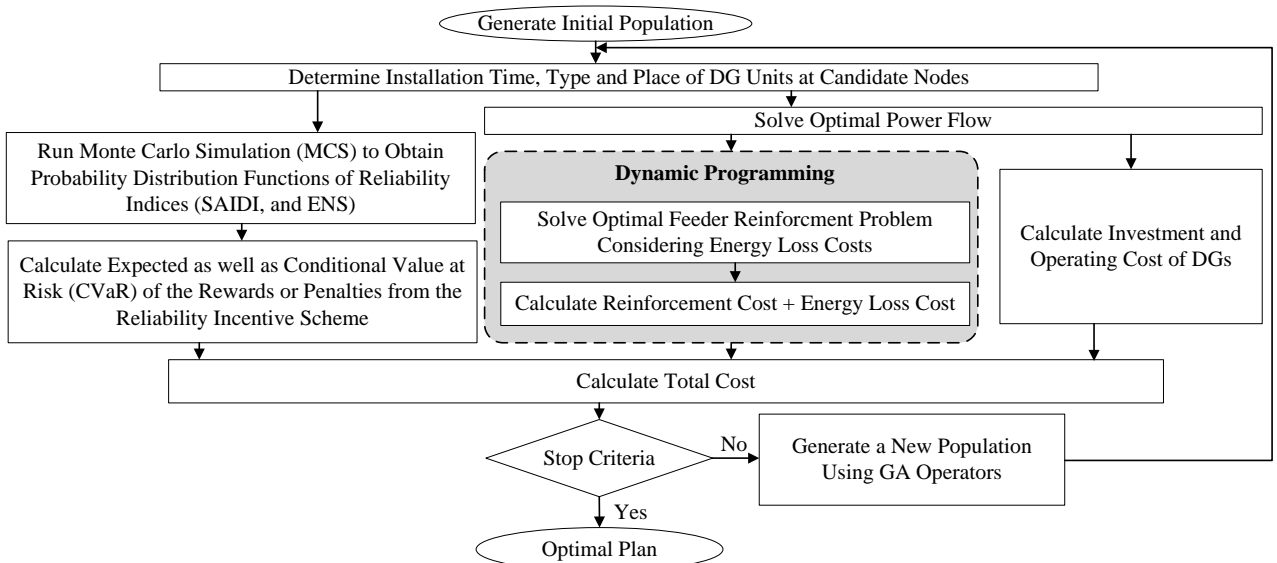 Generate Initial Population
Determine Installation Time, Type and Place of DG Units at Candidate Nodes
Solve Optimal Power Flow
Run Monte Carlo Simulation (MCS) to Obtain
Probability Distribution Functions of Reliability
Indices (SAIDI, and ENS)
Calculate Expected as well as Conditional Value at
Risk (CVaR) of the Rewards or Penalties from the
Reliability Incentive Scheme
Dynamic Programming
Solve Optimal Feeder Reinforcment Problem
Considering Energy Loss Costs
Calculate Reinforcement Cost + Energy Loss Cost
Calculate Investment and
Operating Cost of DGs
Calculate Total Cost
Stop Criteria
No
Generate a New Population
Using GA Operators
Yes
Optimal Plan